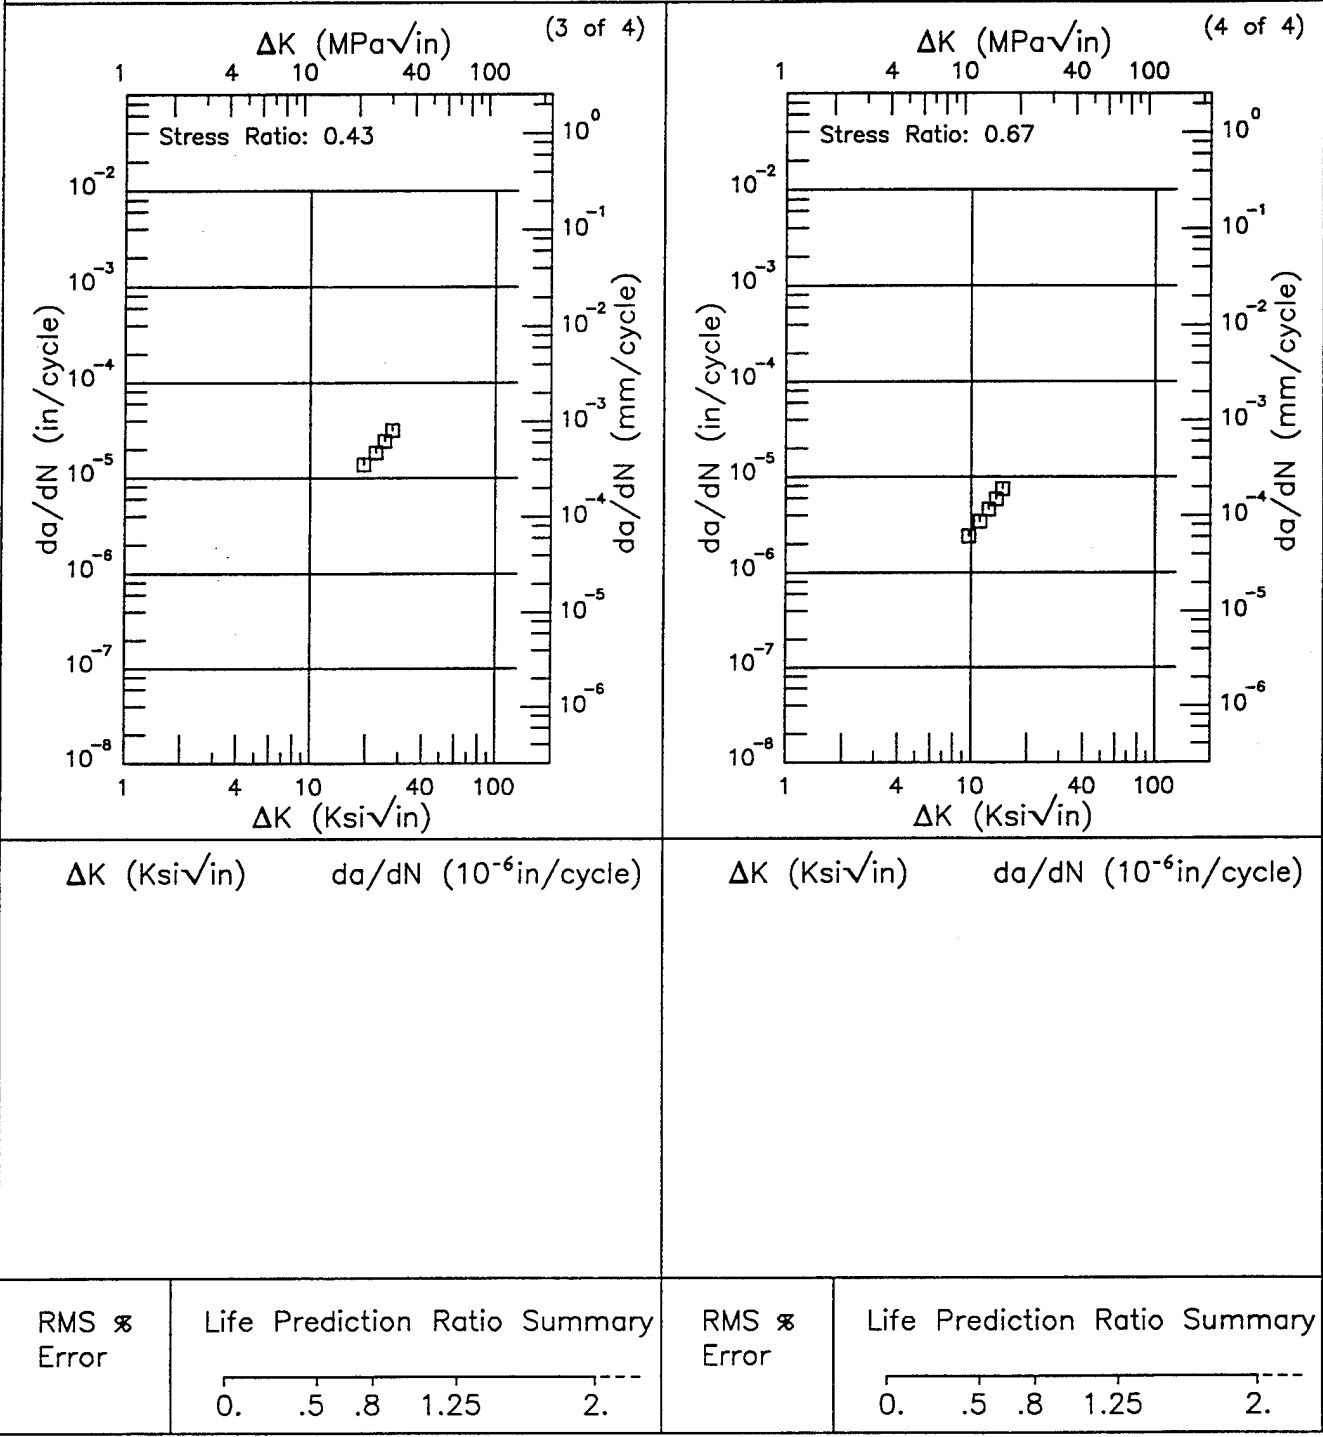 (3 of 4)
ΔK (MPa√in)
1 4 10 40 100
Stress Ratio: 0.43
10⁰
10⁻²
10⁻¹
10⁻³
10⁻²
10⁻⁴
10⁻³
10⁻⁵
10⁻⁴
10⁻⁶
10⁻⁵
10⁻⁷
10⁻⁶
10⁻⁸
da/dN (in/cycle)
da/dN (mm/cycle)
1 4 10 40 100
ΔK (Ksi√in)
(4 of 4)
ΔK (MPa√in)
1 4 10 40 100
Stress Ratio: 0.67
10⁰
10⁻²
10⁻¹
10⁻³
10⁻²
10⁻⁴
10⁻³
10⁻⁵
10⁻⁴
10⁻⁶
10⁻⁵
10⁻⁷
10⁻⁶
10⁻⁸
da/dN (in/cycle)
da/dN (mm/cycle)
1 4 10 40 100
ΔK (Ksi√in)
ΔK (Ksi√in) da/dN (10⁻⁶in/cycle)
ΔK (Ksi√in) da/dN (10⁻⁶in/cycle)
RMS %
Error
Life Prediction Ratio Summary
0. .5 .8 1.25 2.
RMS %
Error
Life Prediction Ratio Summary
0. .5 .8 1.25 2.